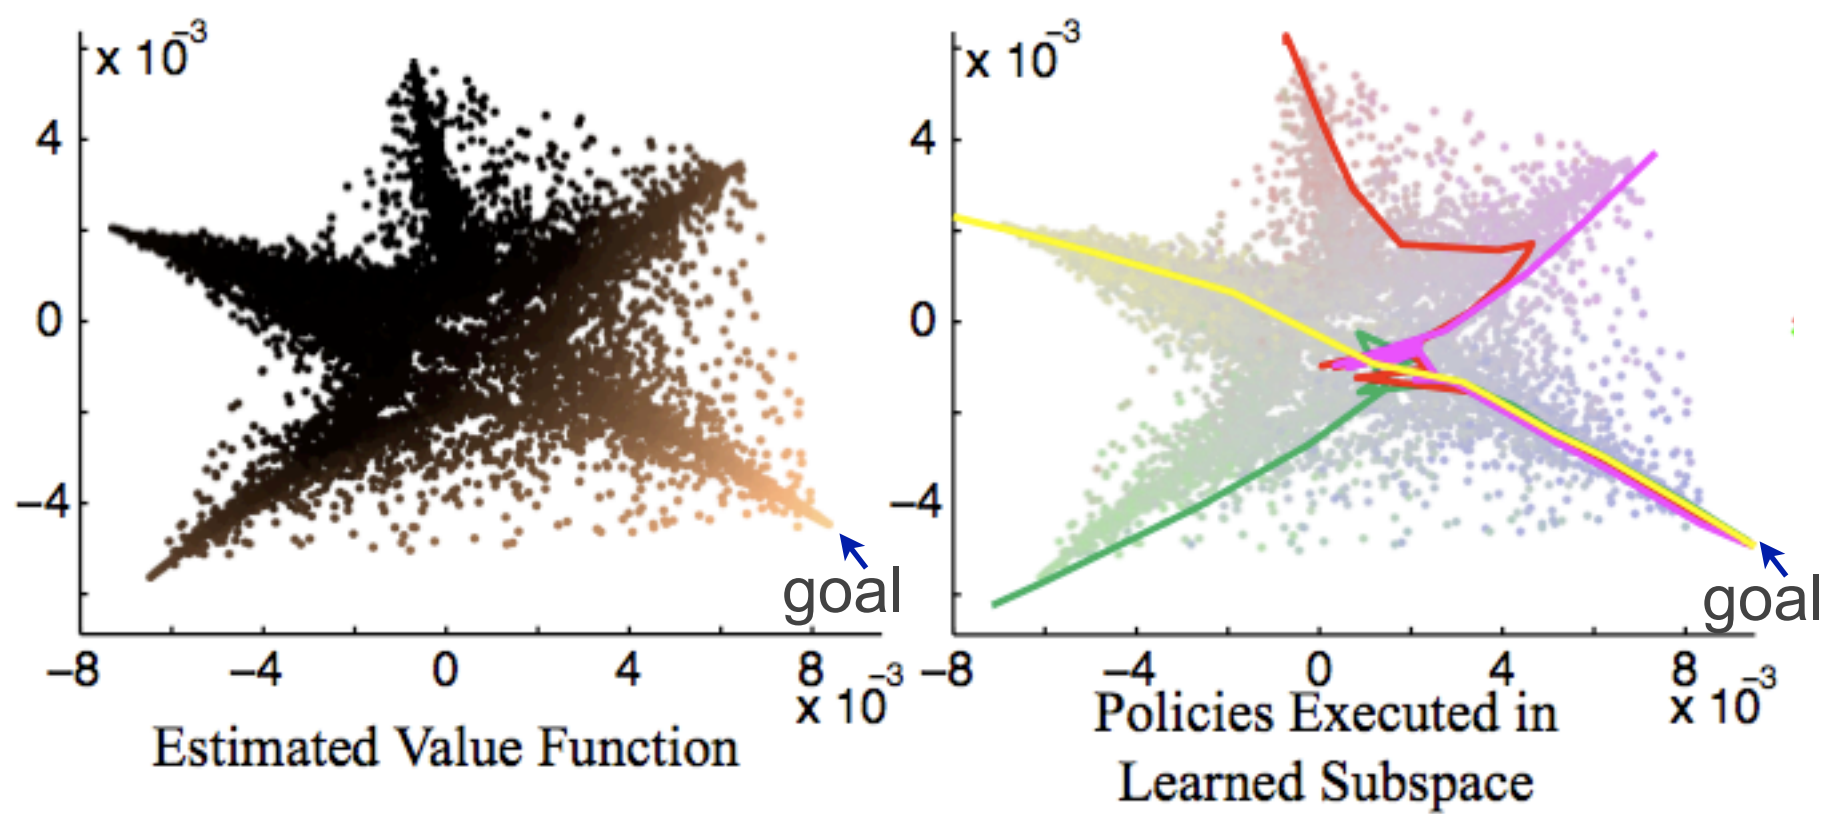 x 10⁻³
4
0
−4
−8 −4 0 4 8
x 10⁻³
goal
Estimated Value Function
x 10⁻³
4
0
−4
−8 −4 0 4 8
x 10⁻³
goal
Policies Executed in
Learned Subspace